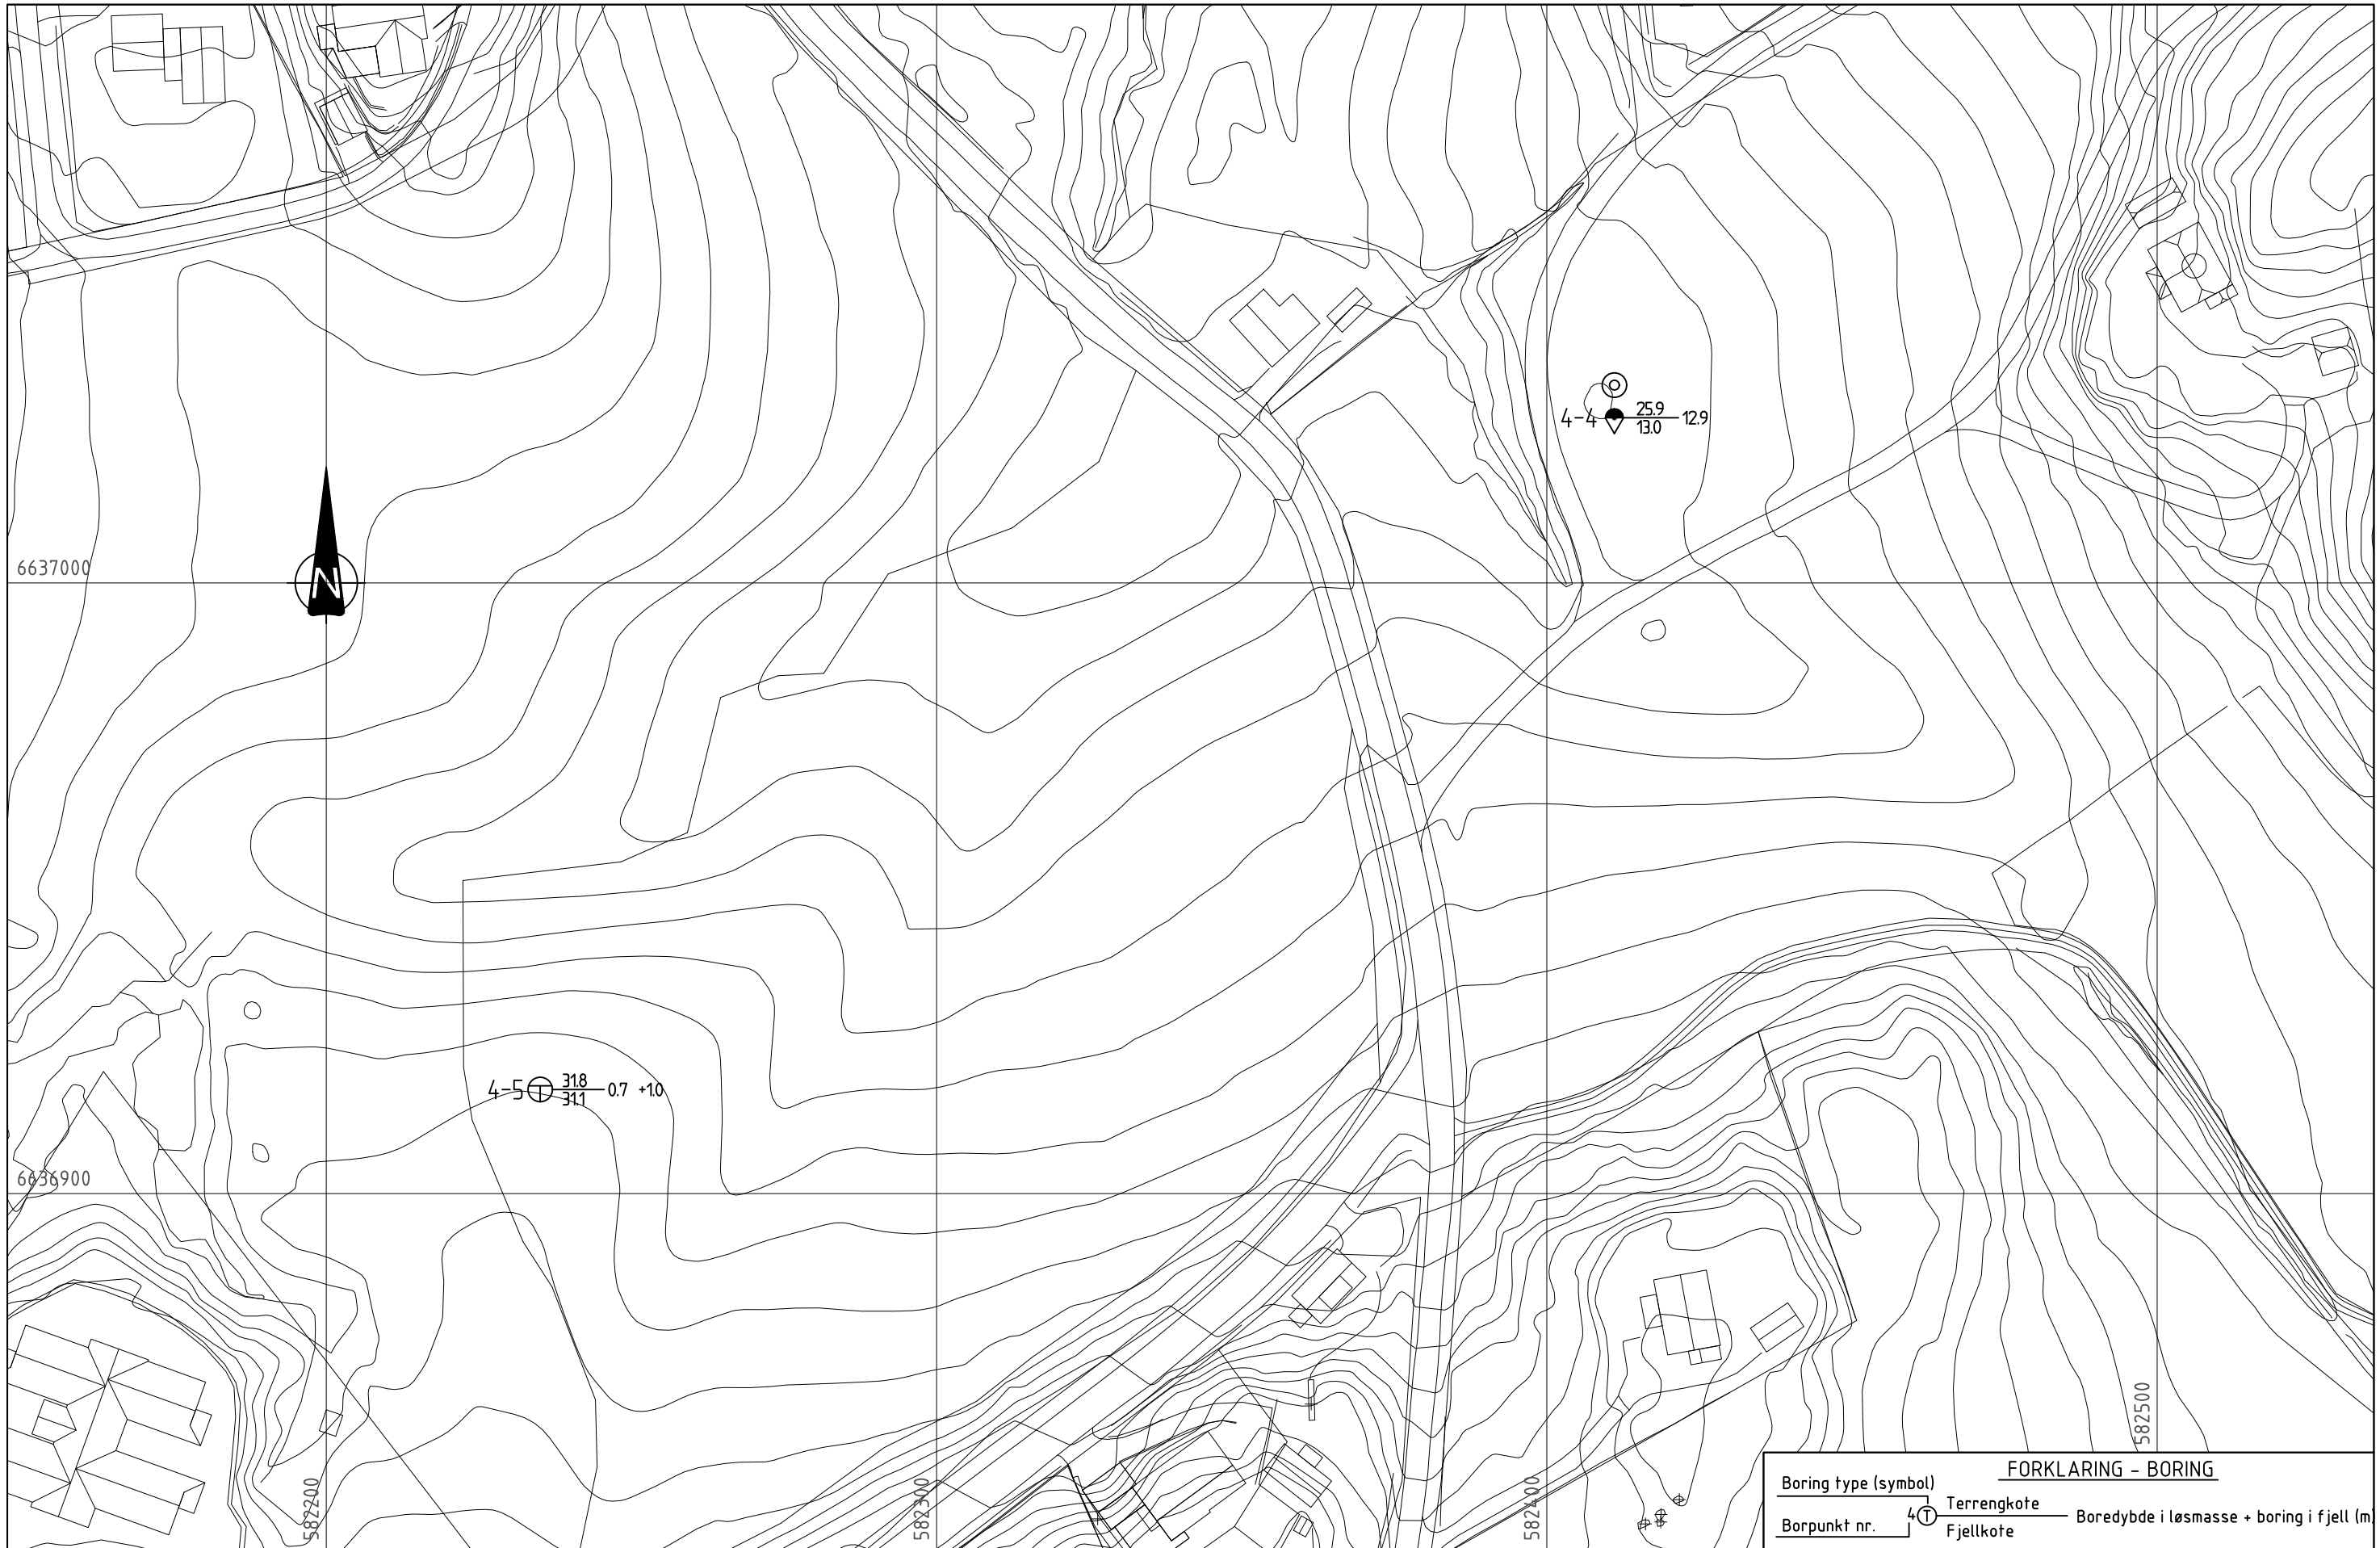 4-4 25.9 12.9
13.0
6637000
N
4-5 31.8 0.7 +1.0
31.1
6636900
582200
582300
582400
582500
FORKLARING - BORING
Boring type (symbol)
4 T Terrengkote
Boredybde i løsmasse + boring i fjell (m
Borpunkt nr. Fjellkote